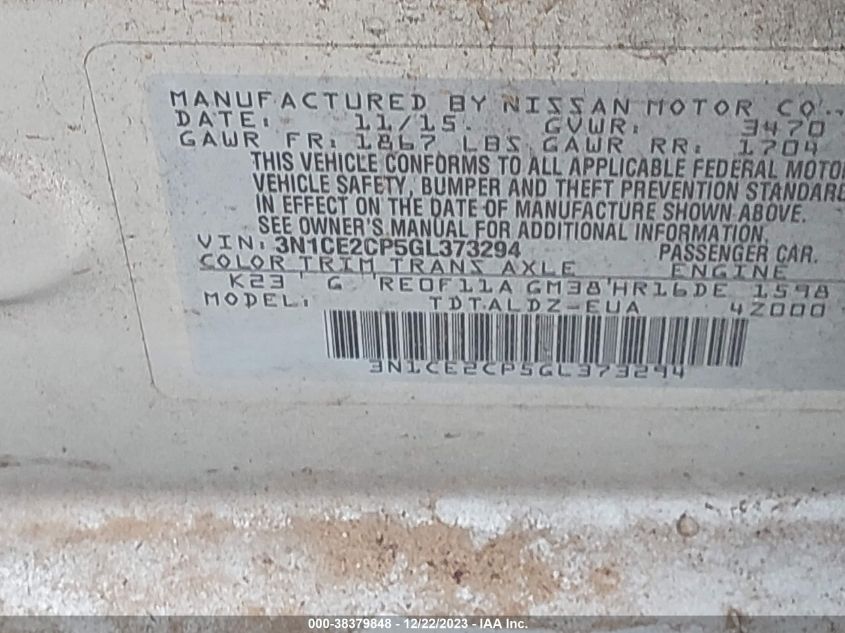 MANUFACTURED BY NISSAN MOTOR CO.,
DATE: 11/15. GVWR: 3470
GAWR FR: 1867 LBS GAWR RR: 1704
THIS VEHICLE CONFORMS TO ALL APPLICABLE FEDERAL MOTO
VEHICLE SAFETY, BUMPER AND THEFT PREVENTION STANDARD
IN EFFECT ON THE DATE OF MANUFACTURE SHOWN ABOVE.
SEE OWNER'S MANUAL FOR ADDITIONAL INFORMATION.
VIN: 3N1CE2CP5GL373294 PASSENGER CAR.
COLOR TRIM TRANS AXLE ENGINE
K23 G RE0F11A GM38 HR16DE 1598
MODEL: TDTALDZ-EUA 4Z000
3N1CE2CP5GL373294
000-38379848 - 12/22/2023 - IAA Inc.